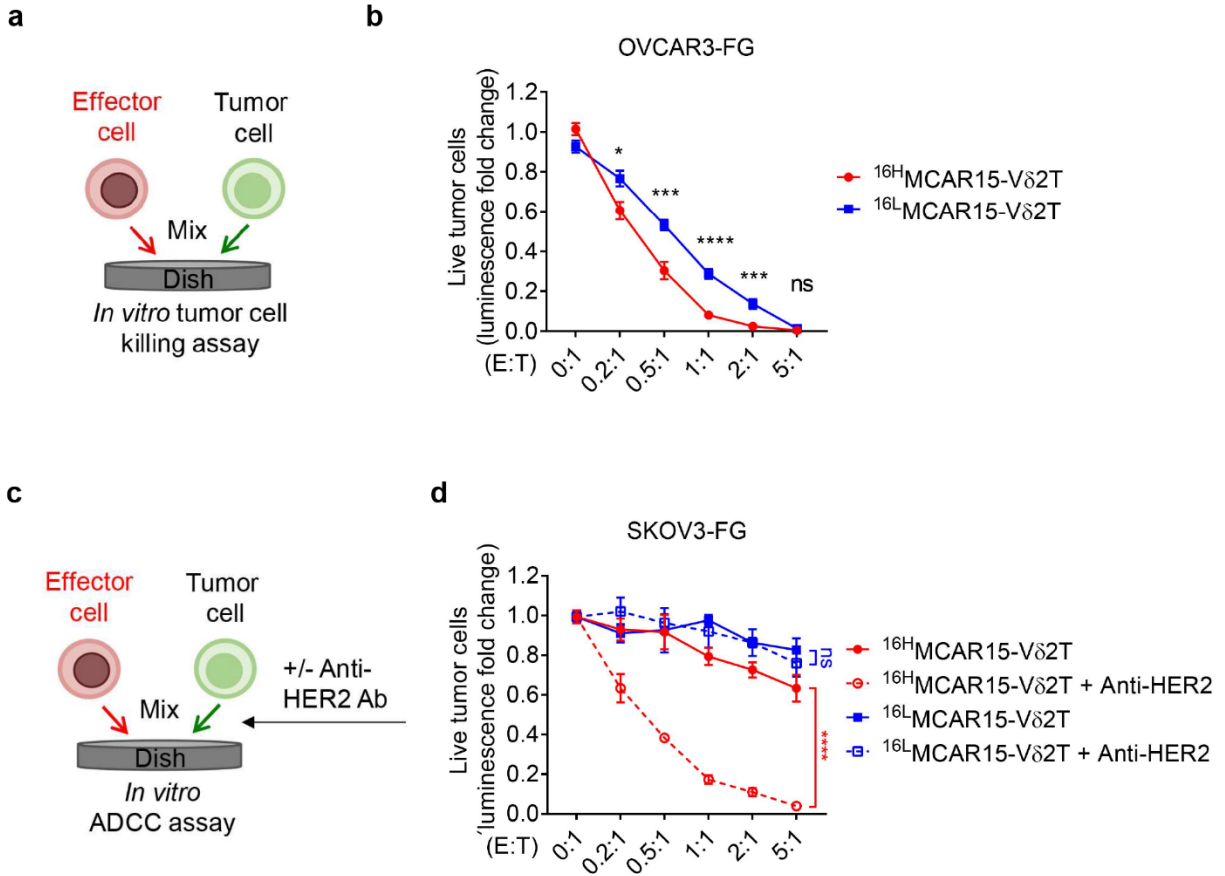 a
Effector
cell
Tumor
cell
Mix
Dish
In vitro tumor cell
killing assay
b
OVCAR3-FG
Live tumor cells
(luminescence fold change)
1.2
1.0
0.8
0.6
0.4
0.2
0.0
*
***
****
***
ns
(E:T)
0:1
0.2:1
0.5:1
1:1
2:1
5:1
16HMCAR15-Vδ2T
16LMCAR15-Vδ2T
c
Effector
cell
Tumor
cell
+/- Anti-
HER2 Ab
Mix
Dish
In vitro
ADCC assay
d
SKOV3-FG
Live tumor cells
(luminescence fold change)
1.2
1.0
0.8
0.6
0.4
0.2
0.0
ns
****
(E:T)
0:1
0.2:1
0.5:1
1:1
2:1
5:1
16HMCAR15-Vδ2T
16HMCAR15-Vδ2T + Anti-HER2
16LMCAR15-Vδ2T
16LMCAR15-Vδ2T + Anti-HER2